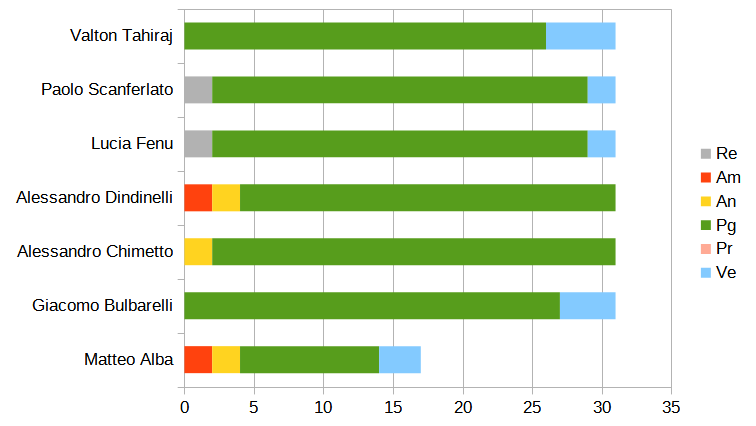 Valton Tahiraj
Paolo Scanferlato
Lucia Fenu
Alessandro Dindinelli
Alessandro Chimetto
Giacomo Bulbarelli
Matteo Alba
0 5 10 15 20 25 30 35
Re
Am
An
Pg
Pr
Ve